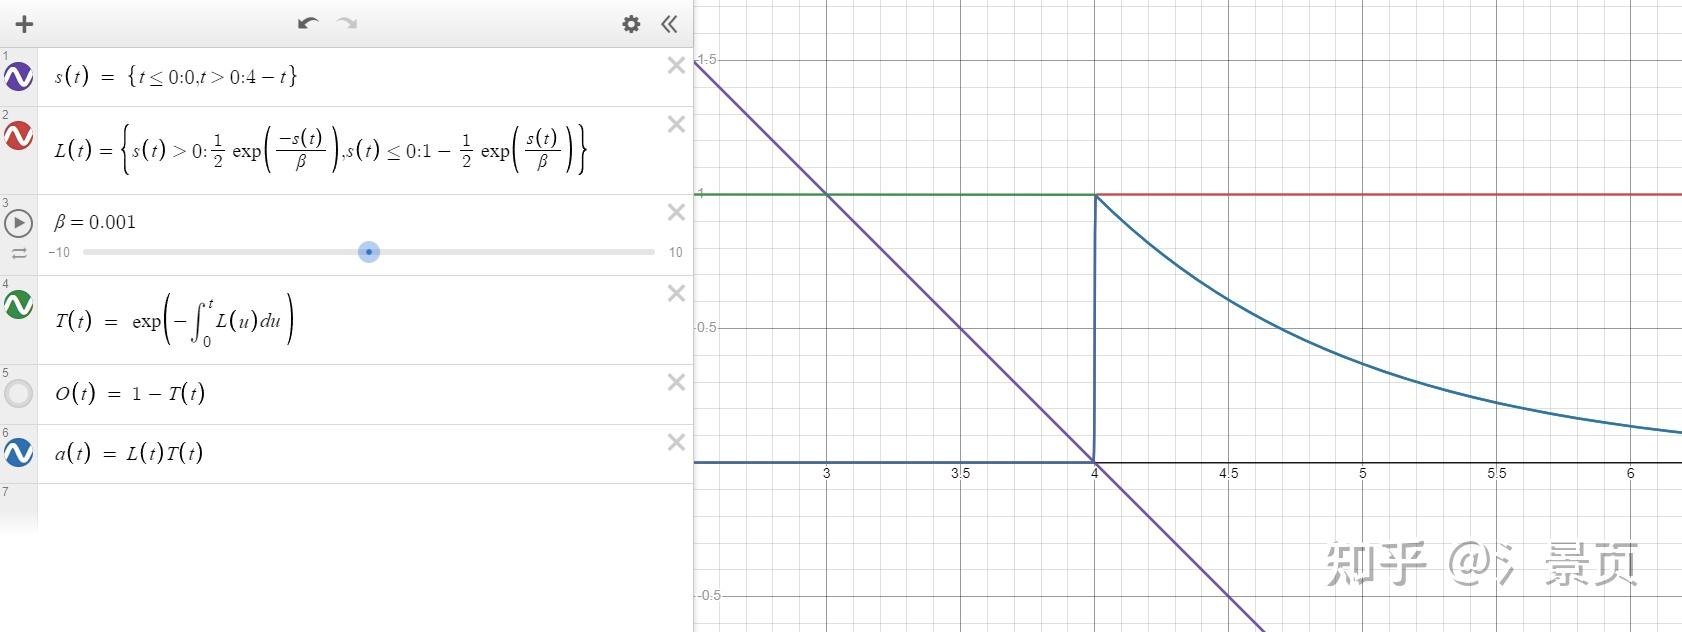 1
s(t) = {t ≤ 0:0,t > 0:4 − t}
2
L(t) = {s(t) > 0: 1/2 exp(−s(t)/β),s(t) ≤ 0:1 − 1/2 exp(s(t)/β)}
3
β = 0.001
−10 10
4
T(t) = exp(−∫₀ᵗ L(u)du)
5
O(t) = 1 − T(t)
6
a(t) = L(t)T(t)
7
1.5
1
0.5
3 3.5 4 4.5 5 5.5 6
-0.5
知乎 @氵景页